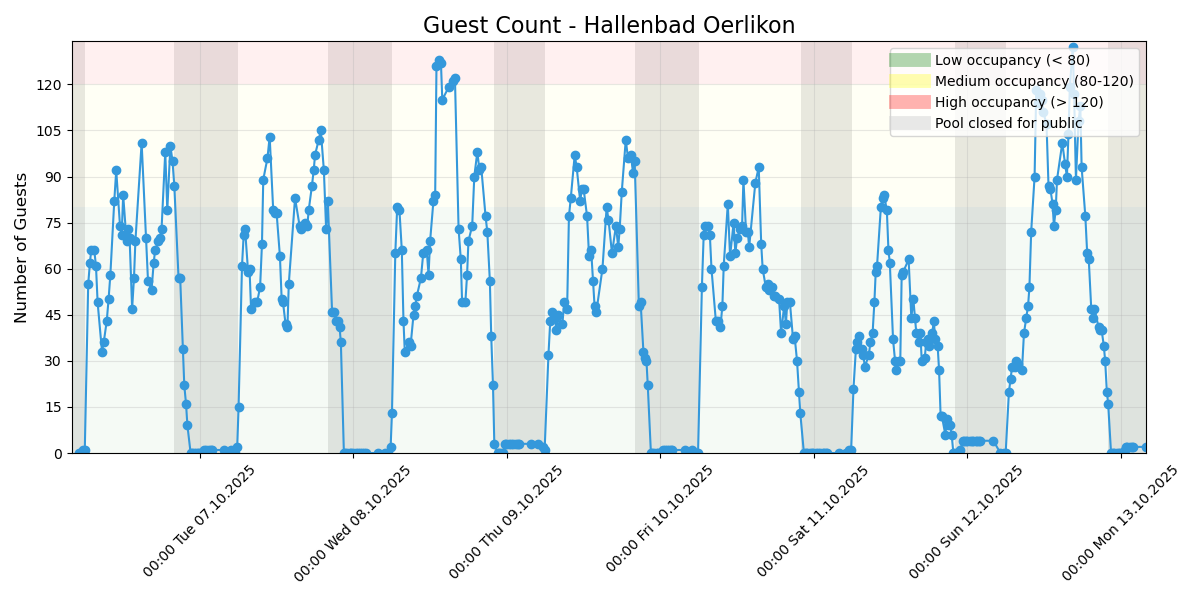 Guest Count - Hallenbad Oerlikon
Number of Guests
120
105
90
75
60
45
30
15
0
Low occupancy (< 80)
Medium occupancy (80-120)
High occupancy (> 120)
Pool closed for public
00:00 Tue 07.10.2025
00:00 Wed 08.10.2025
00:00 Thu 09.10.2025
00:00 Fri 10.10.2025
00:00 Sat 11.10.2025
00:00 Sun 12.10.2025
00:00 Mon 13.10.2025